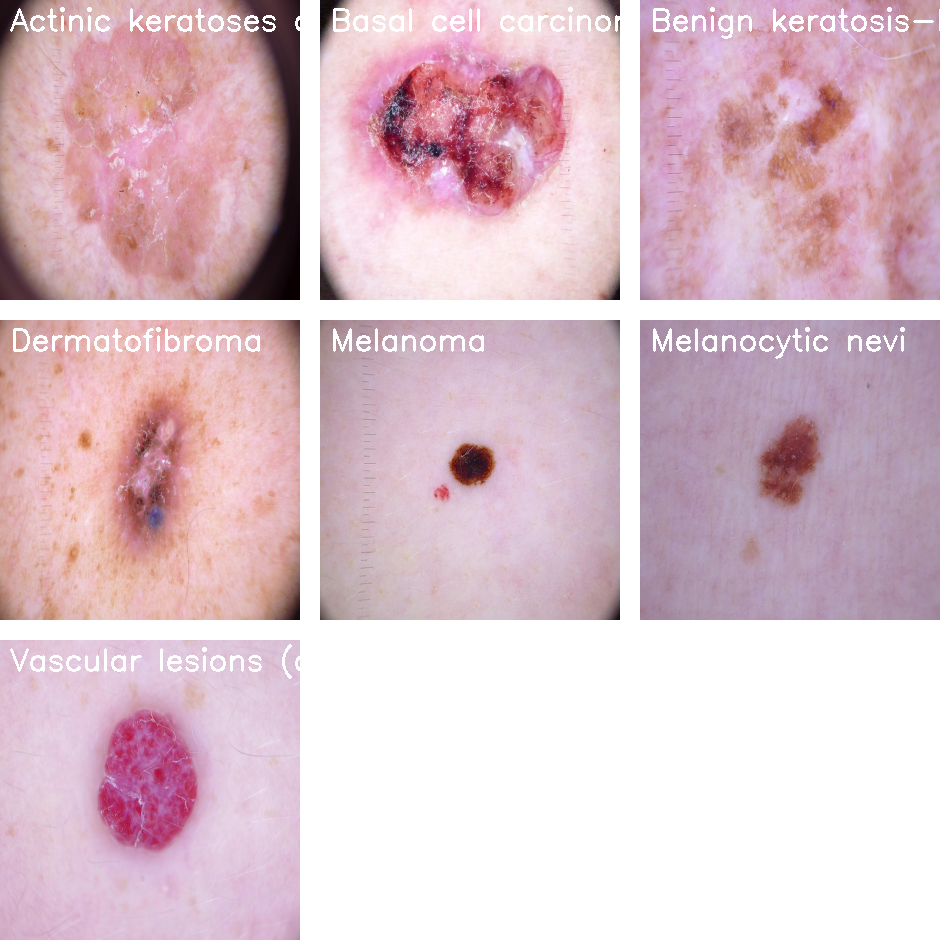 Actinic keratoses
Basal cell carcinom
Benign keratosis-
Dermatofibroma
Melanoma
Melanocytic nevi
Vascular lesions (